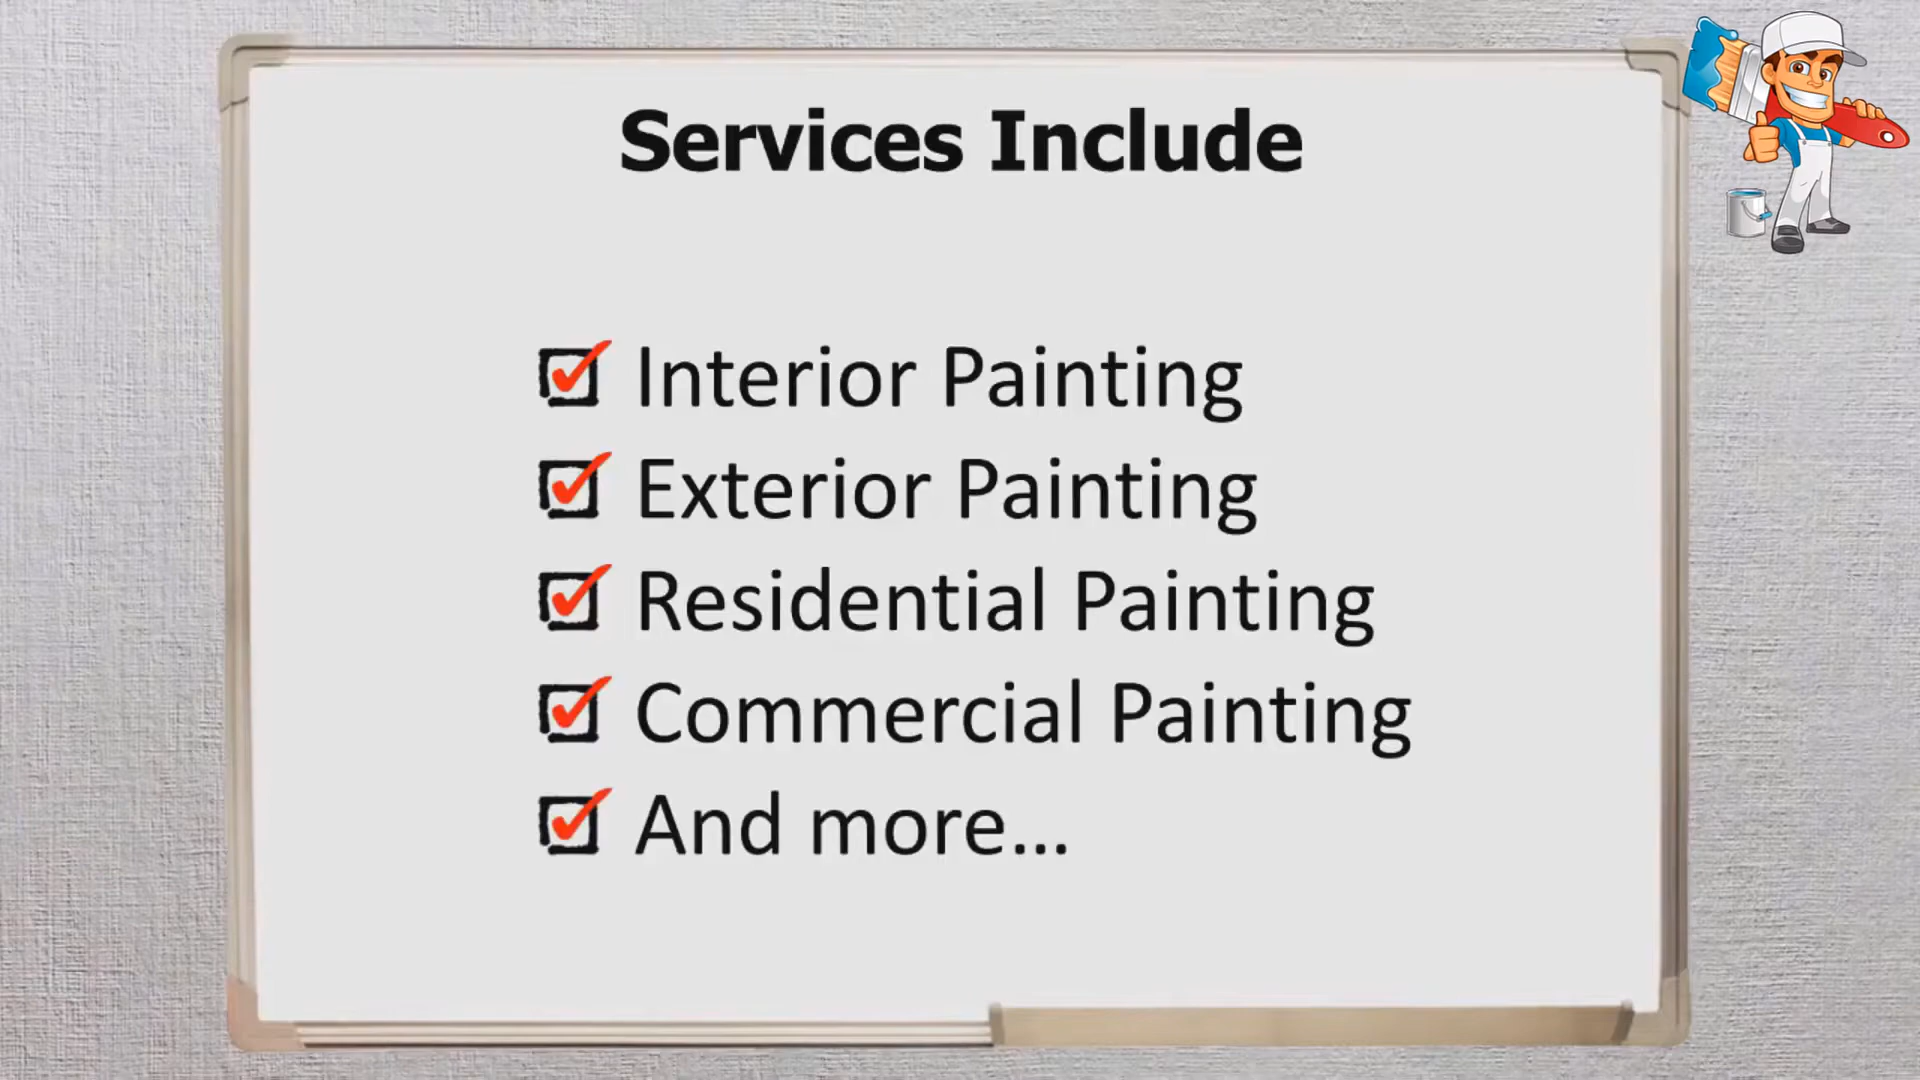 Services Include
Interior Painting
Exterior Painting
Residential Painting
Commercial Painting
And more...